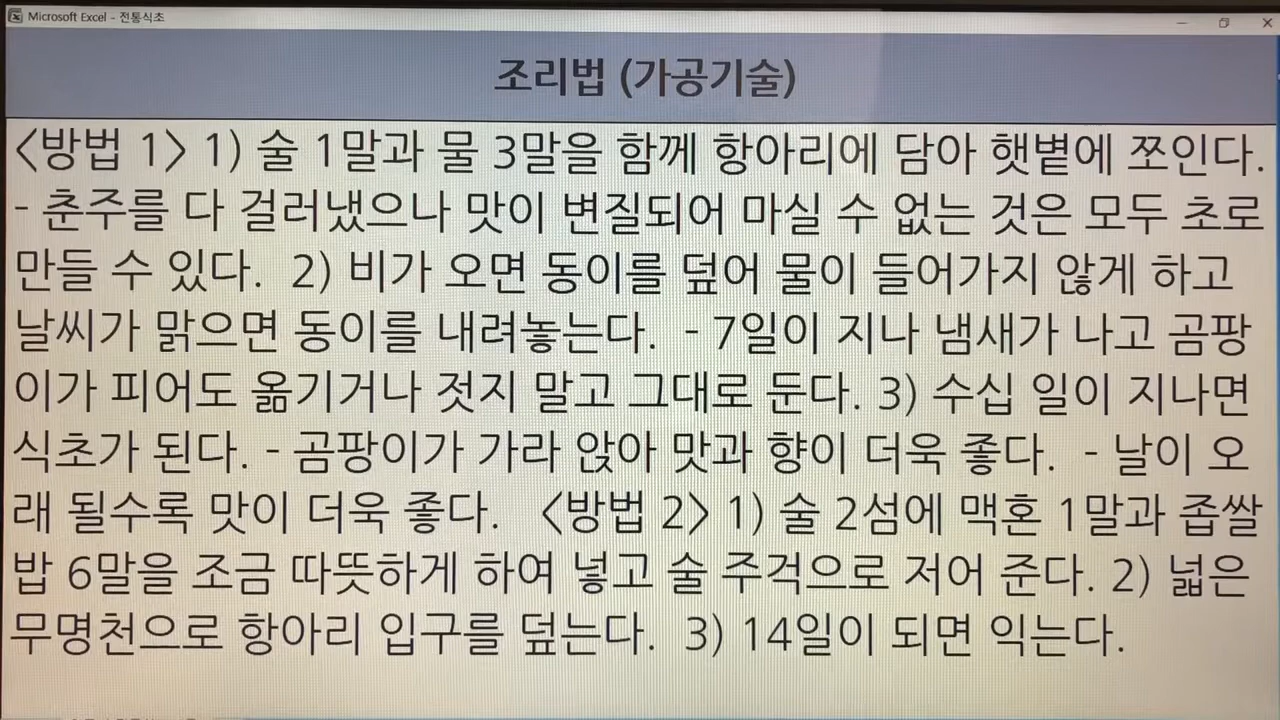 Microsoft Excel - 전통식초
조리법 (가공기술)
<방법 1> 1) 술 1말과 물 3말을 함께 항아리에 담아 햇볕에 쪼인다.
- 춘주를 다 걸러냈으나 맛이 변질되어 마실 수 없는 것은 모두 초로
만들 수 있다. 2) 비가 오면 동이를 덮어 물이 들어가지 않게 하고
날씨가 맑으면 동이를 내려놓는다. - 7일이 지나 냄새가 나고 곰팡
이가 피어도 옮기거나 젓지 말고 그대로 둔다. 3) 수십 일이 지나면
식초가 된다. - 곰팡이가 가라 앉아 맛과 향이 더욱 좋다. - 날이 오
래 될수록 맛이 더욱 좋다. <방법 2> 1) 술 2섬에 맥혼 1말과 좁쌀
밥 6말을 조금 따뜻하게 하여 넣고 술 주걱으로 저어 준다. 2) 넓은
무명천으로 항아리 입구를 덮는다. 3) 14일이 되면 익는다.